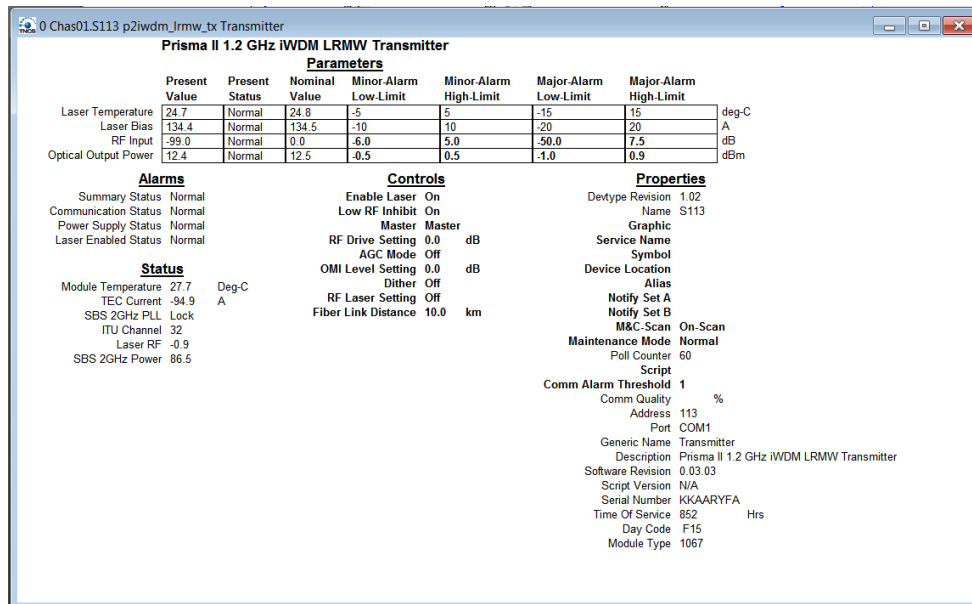 TNCS 0 Chas01.S113 p2iwdm_lrmw_tx Transmitter
Prisma II 1.2 GHz iWDM LRMW Transmitter
Parameters
Present Present Nominal Minor-Alarm Minor-Alarm Major-Alarm Major-Alarm
Value Status Value Low-Limit High-Limit Low-Limit High-Limit
Laser Temperature 24.7 Normal 24.8 -5 5 -15 15 deg-C
Laser Bias 134.4 Normal 134.5 -10 10 -20 20 A
RF Input -99.0 Normal 0.0 -6.0 5.0 -50.0 7.5 dB
Optical Output Power 12.4 Normal 12.5 -0.5 0.5 -1.0 0.9 dBm
Alarms
Summary Status Normal
Communication Status Normal
Power Supply Status Normal
Laser Enabled Status Normal
Status
Module Temperature 27.7 Deg-C
TEC Current -94.9 A
SBS 2GHz PLL Lock
ITU Channel 32
Laser RF -0.9
SBS 2GHz Power 86.5
Controls
Enable Laser On
Low RF Inhibit On
Master Master
RF Drive Setting 0.0 dB
AGC Mode Off
OMI Level Setting 0.0 dB
Dither Off
RF Laser Setting Off
Fiber Link Distance 10.0 km
Properties
Devtype Revision 1.02
Name S113
Graphic
Service Name
Symbol
Device Location
Alias
Notify Set A
Notify Set B
M&C-Scan On-Scan
Maintenance Mode Normal
Poll Counter 60
Script
Comm Alarm Threshold 1
Comm Quality %
Address 113
Port COM1
Generic Name Transmitter
Description Prisma II 1.2 GHz iWDM LRMW Transmitter
Software Revision 0.03.03
Script Version N/A
Serial Number KKAARYFA
Time Of Service 852 Hrs
Day Code F15
Module Type 1067